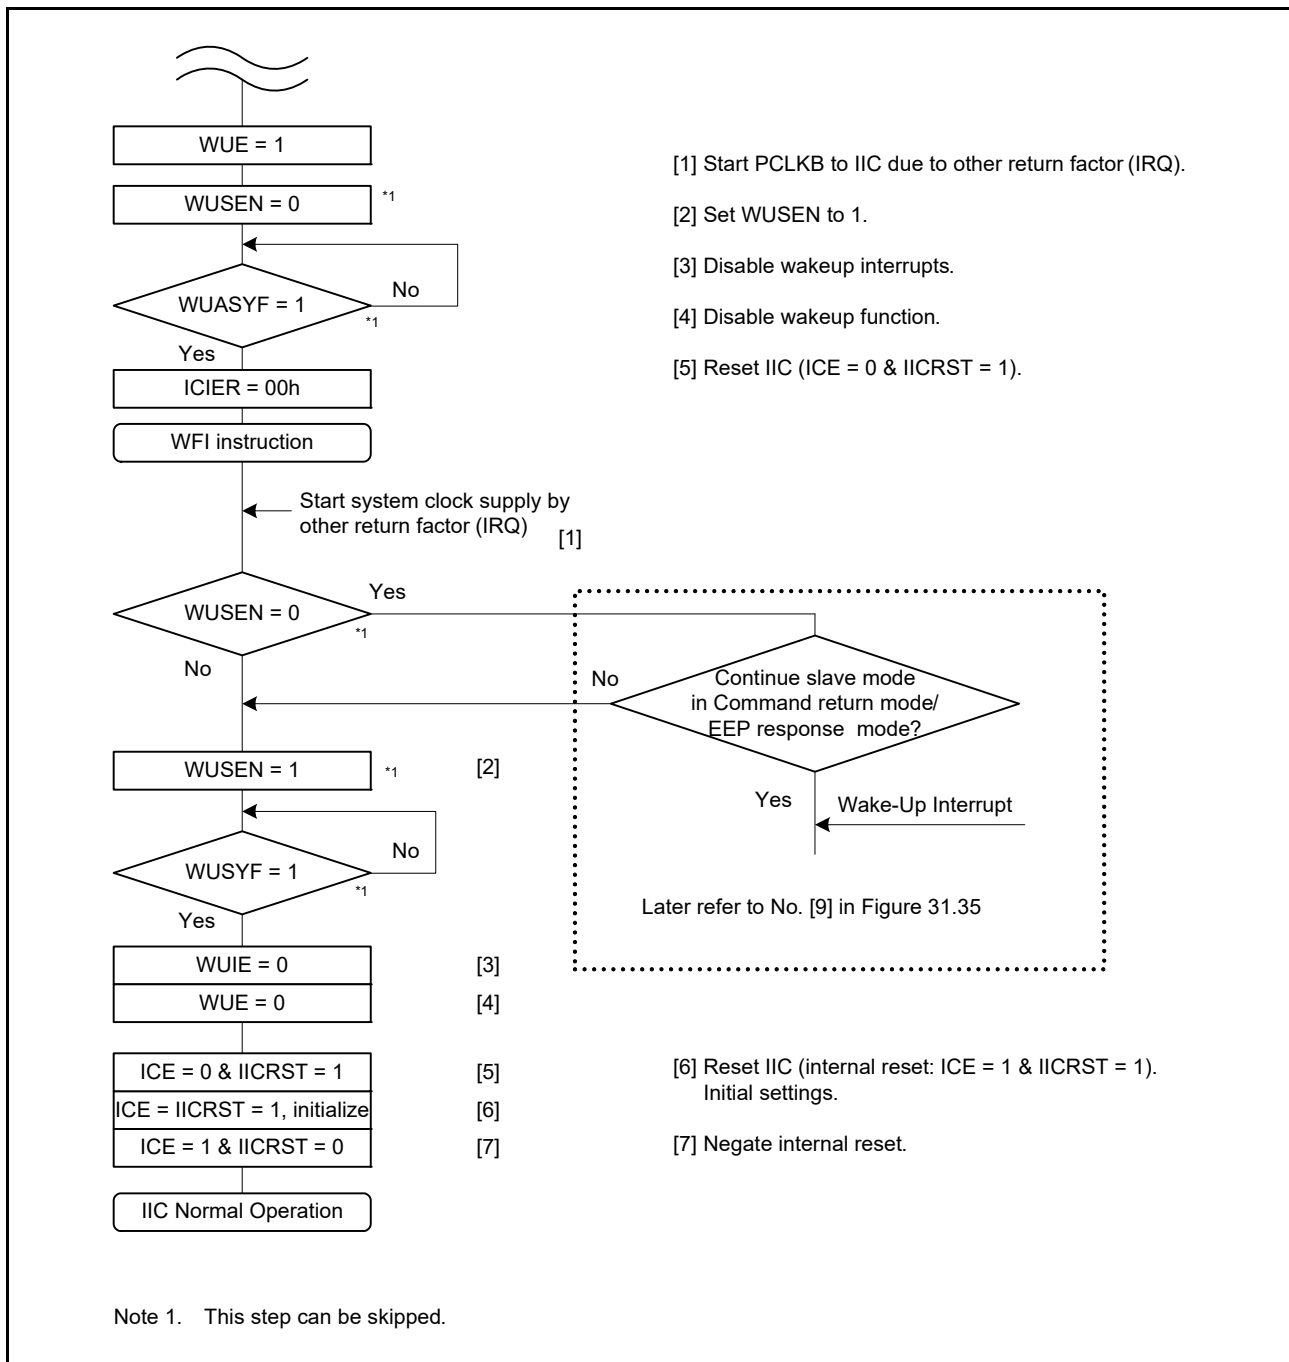 WUE = 1
[1] Start PCLKB to IIC due to other return factor (IRQ).
WUSEN = 0 *1
[2] Set WUSEN to 1.
[3] Disable wakeup interrupts.
WUASYF = 1 No
*1
[4] Disable wakeup function.
Yes
[5] Reset IIC (ICE = 0 & IICRST = 1).
ICIER = 00h
WFI instruction
Start system clock supply by
other return factor (IRQ)
[1]
WUSEN = 0 Yes
*1
No
Continue slave mode
in Command return mode/
EEP response mode?
No
WUSEN = 1 *1 [2]
Yes Wake-Up Interrupt
WUSYF = 1 No
*1
Yes
Later refer to No. [9] in Figure 31.35
WUIE = 0 [3]
WUE = 0 [4]
ICE = 0 & IICRST = 1 [5]
[6] Reset IIC (internal reset: ICE = 1 & IICRST = 1).
Initial settings.
ICE = IICRST = 1, initialize [6]
ICE = 1 & IICRST = 0 [7]
[7] Negate internal reset.
IIC Normal Operation
Note 1. This step can be skipped.